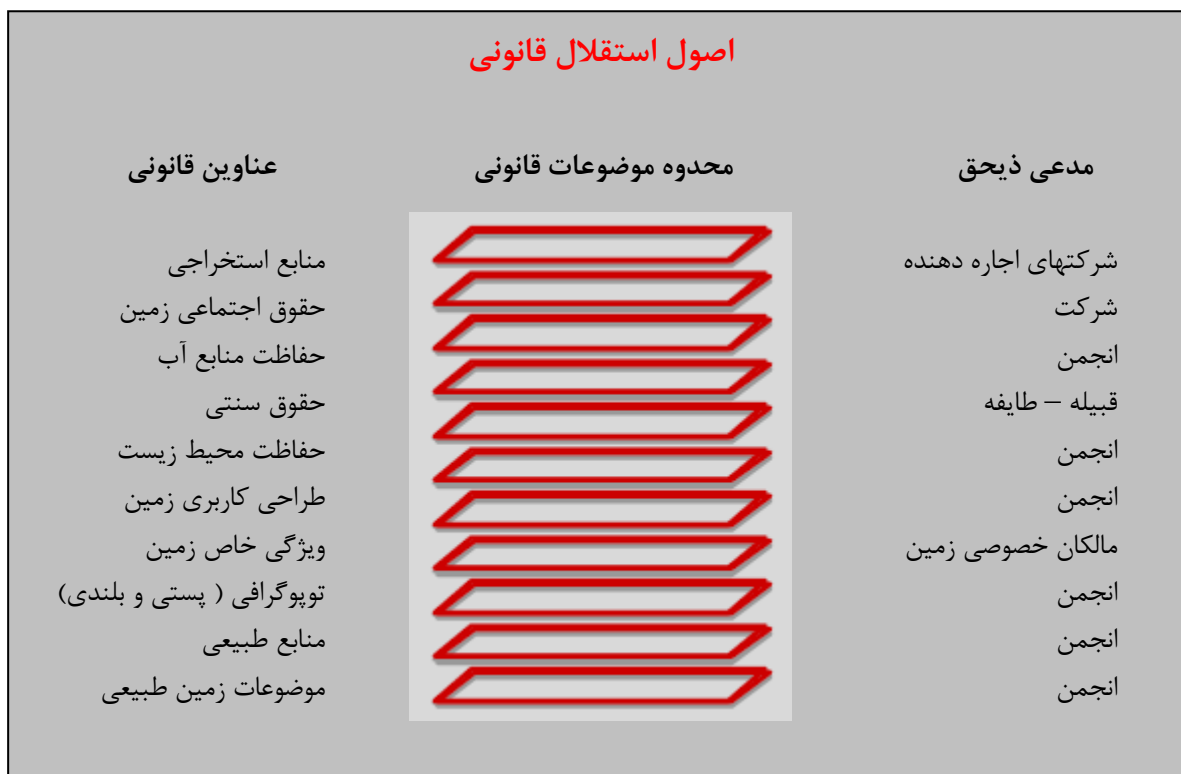 اصول استقلال قانونی
مدعی ذیحق محدوه موضوعات قانونی عناوین قانونی
شرکتهای اجاره دهنده منابع استخراجی
شرکت حقوق اجتماعی زمین
انجمن حفاظت منابع آب
قبیله – طایفه حقوق سنتی
انجمن حفاظت محیط زیست
انجمن طراحی کاربری زمین
مالکان خصوصی زمین ویژگی خاص زمین
انجمن توپوگرافی ( پستی و بلندی)
انجمن منابع طبیعی
انجمن موضوعات زمین طبیعی